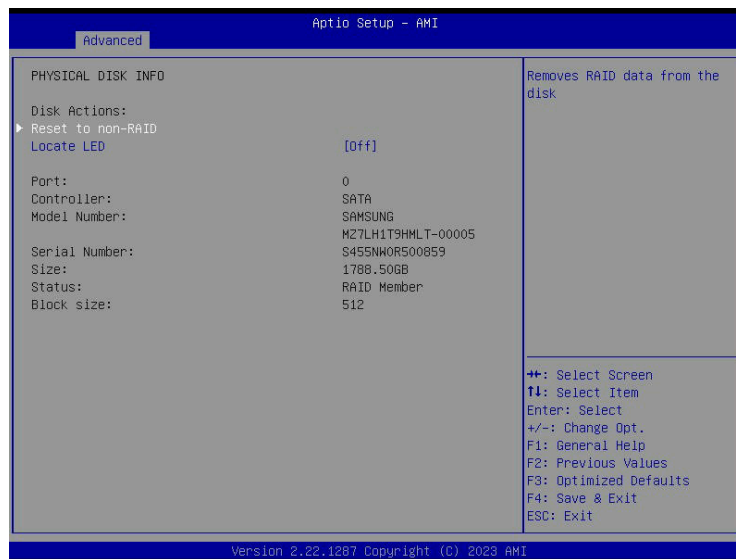 Aptio Setup - AMI
Advanced
PHYSICAL DISK INFO
Disk Actions:
Reset to non-RAID
Locate LED [Off]
Port: 0
Controller: SATA
Model Number: SAMSUNG
MZ7LH1T9HMLT-00005
Serial Number: S455NW0R500859
Size: 1788.50GB
Status: RAID Member
Block size: 512
Removes RAID data from the
disk
→←: Select Screen
↑↓: Select Item
Enter: Select
+/-: Change Opt.
F1: General Help
F2: Previous Values
F3: Optimized Defaults
F4: Save & Exit
ESC: Exit
Version 2.22.1287 Copyright (C) 2023 AMI